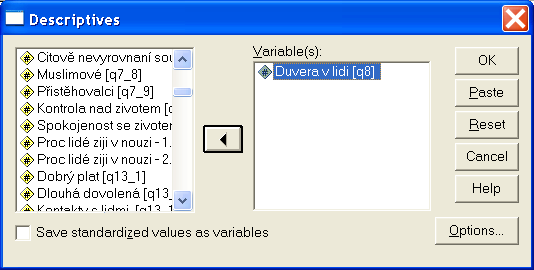 Descriptives
Citově nevyrovnaní sou
Muslimové [q7_8]
Přistěhovalci [q7_9]
Kontrola nad zivotem [q
Spokojenost se zivotem
Proc lidé ziji v nouzi - 1.
Proc lidé ziji v nouzi - 2.
Dobrý plat [q13_1]
Dlouhá dovolená [q13_
Kontakty s lidmi [q13_1
Variable(s):
Duvera v lidi [q8]
OK
Paste
Reset
Cancel
Help
Save standardized values as variables
Options...